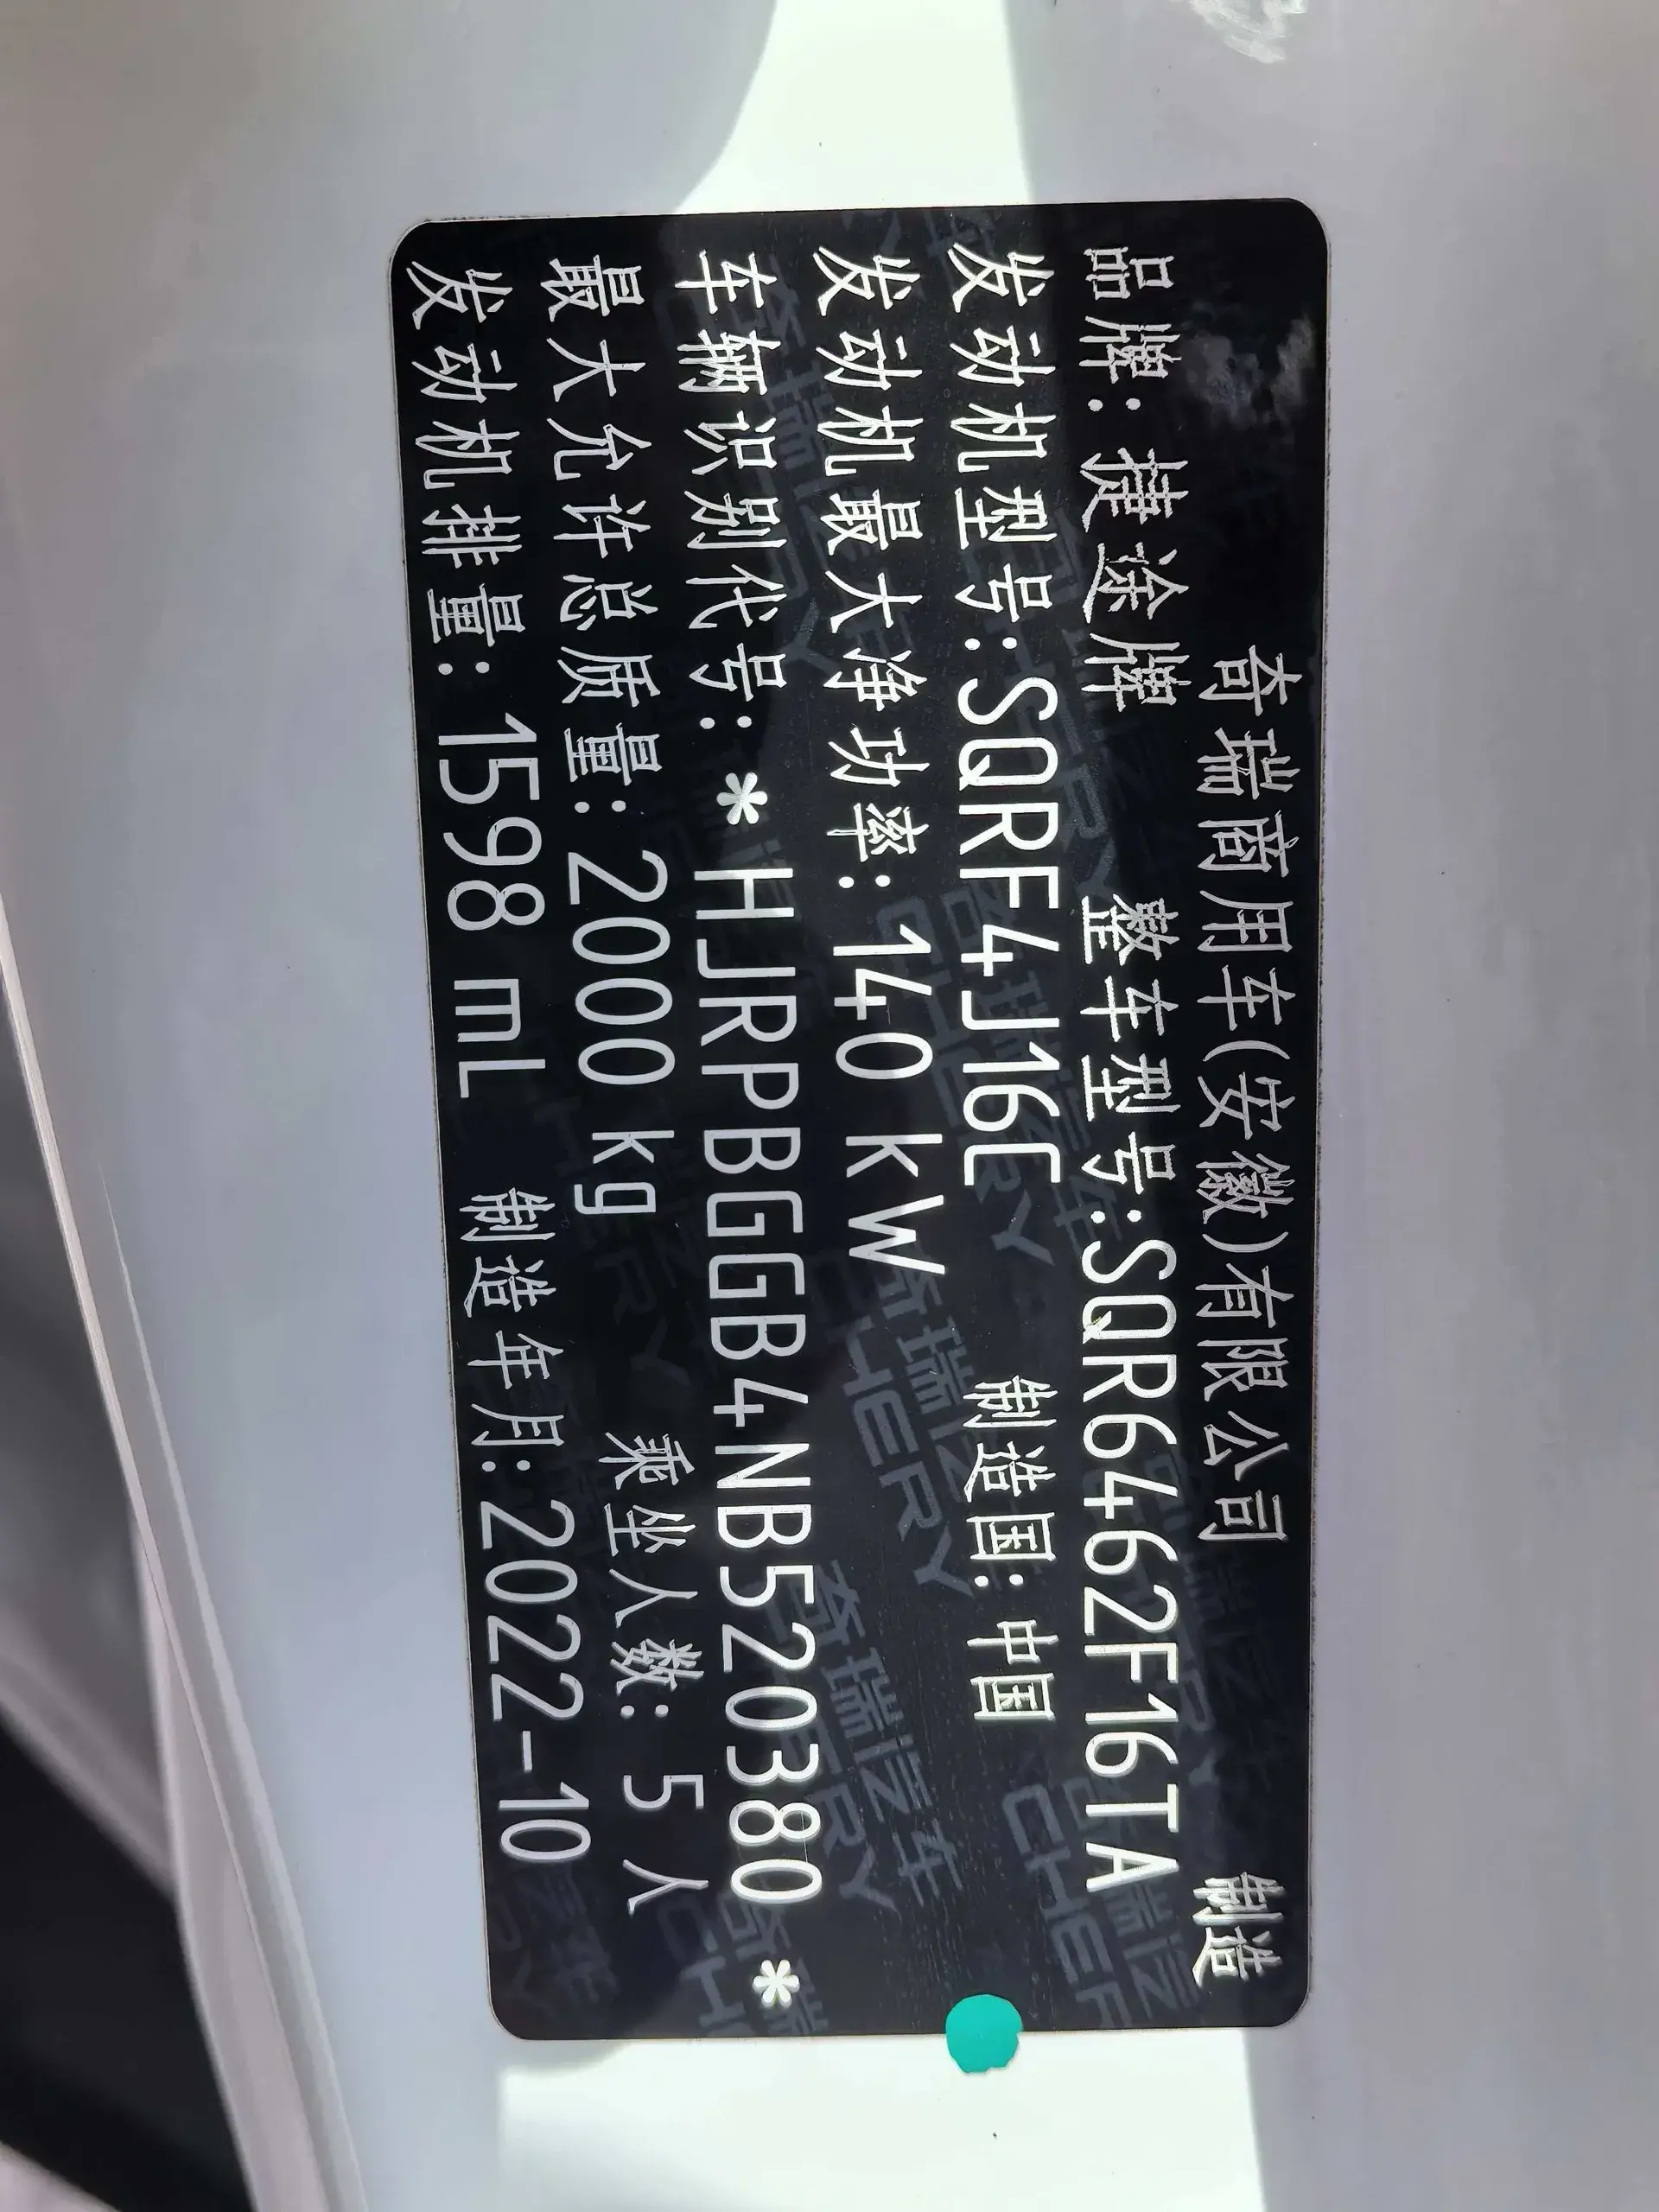 奇瑞商用车(安徽)有限公司 制造
品牌: 捷途牌 整车型号:SQR6462F16TA
发动机型号:SQRF4J16C 制造国: 中国
发动机最大净功率: 140 kW
车辆识别代号: *HJRPBGGB4NB520380*
最大允许总质量: 2000 kg 乘坐人数: 5 人
发动机排量: 1598 mL 制造年月:2022-10